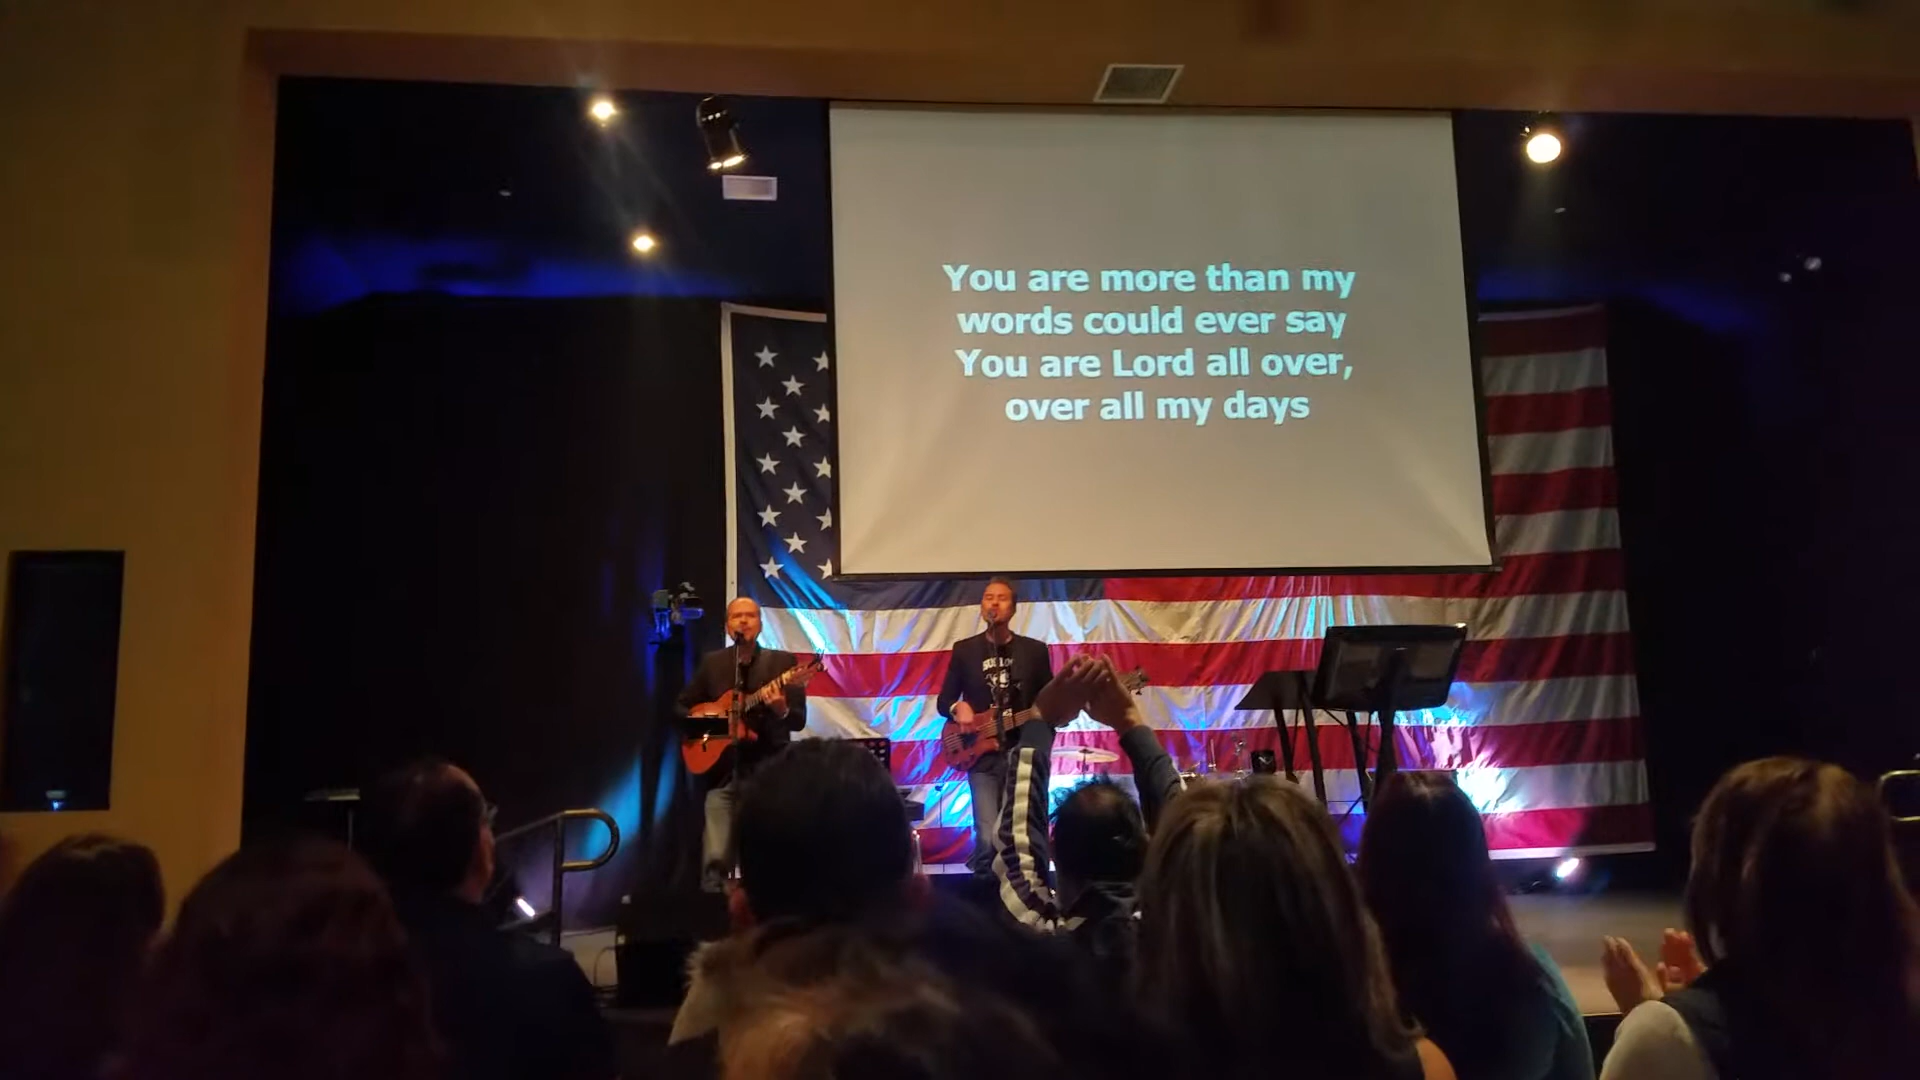 You are more than my
words could ever say
You are Lord all over,
over all my days